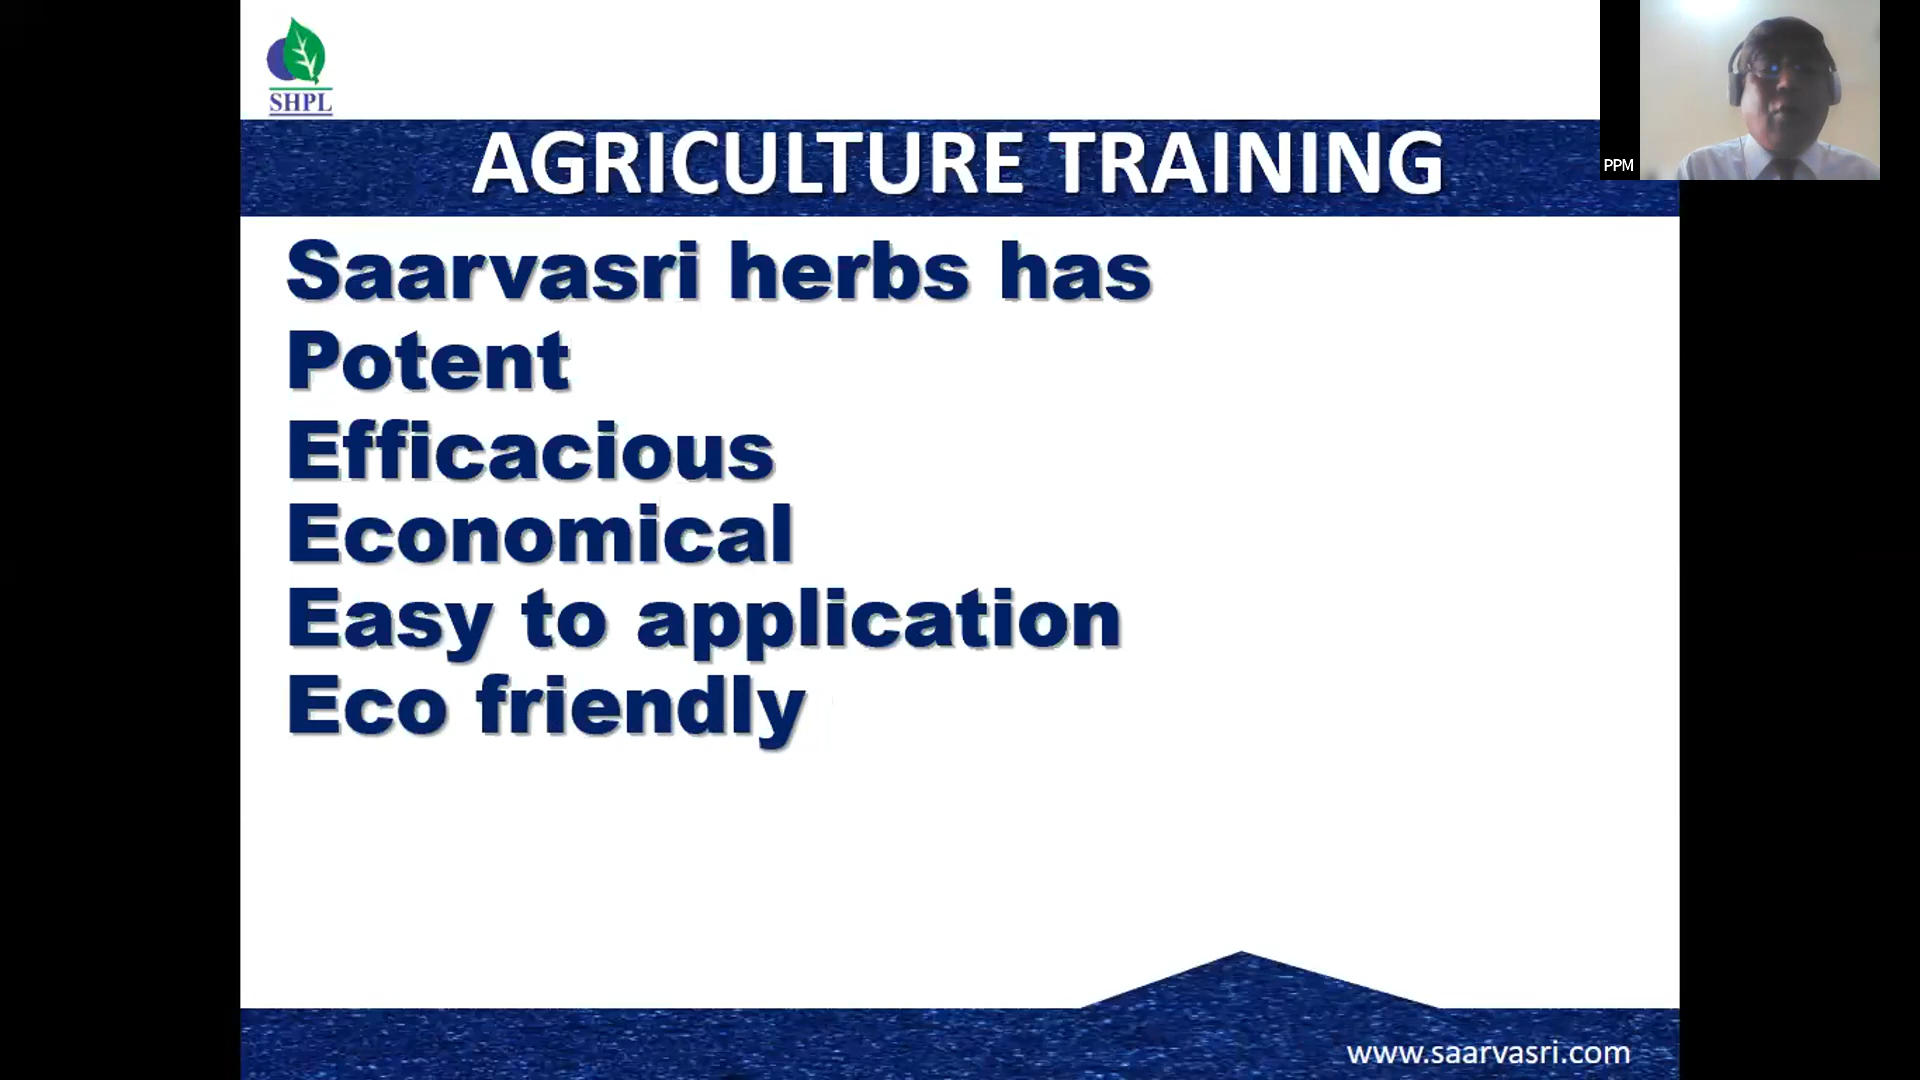 SHPL
AGRICULTURE TRAINING
PPM
Saarvasri herbs has
Potent
Efficacious
Economical
Easy to application
Eco friendly
www.saarvasri.com